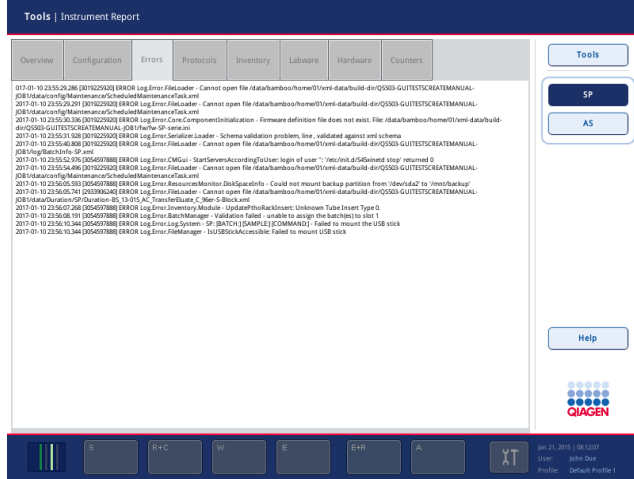 Tools | Instrument Report
Overview Configuration Errors Protocols Inventory Labware Hardware Counters
017-01-10 23:55:29.286 [3019225920] ERROR Log.Error.FileLoader - Cannot open file /data/bamboo/home/01/xml-data/build-dir/QS503-GUITESTSCREATEMANUAL-
JOB1/data/config/Maintenance/ScheduledMaintenanceTask.xml
2017-01-10 23:55:29.291 [3019225920] ERROR Log.Error.FileLoader - Cannot open file /data/bamboo/home/01/xml-data/build-dir/QS503-GUITESTSCREATEMANUAL-
JOB1/data/config/Maintenance/ScheduledMaintenanceTask.xml
2017-01-10 23:55:30.336 [3019225920] ERROR Log.Error.Core.ComponentInitialization - Firmware definition file does not exist. File: /data/bamboo/home/01/xml-data/build-
dir/QS503-GUITESTSCREATEMANUAL-JOB1/fw/fw-SP-serie.ini
2017-01-10 23:55:31.928 [3019225920] ERROR Log.Error.Serializer.Loader - Schema validation problem, line , validated against xml schema
2017-01-10 23:55:40.808 [3019225920] ERROR Log.Error.FileLoader - Cannot open file /data/bamboo/home/01/xml-data/build-dir/QS503-GUITESTSCREATEMANUAL-
JOB1/log/BatchInfo-SP.xml
2017-01-10 23:55:52.976 [3054597888] ERROR Log.Error.CMGui - StartServersAccordingToUser: login of user '': '/etc/init.d/S45xinetd stop' returned 0
2017-01-10 23:55:54.496 [3019225920] ERROR Log.Error.FileLoader - Cannot open file /data/bamboo/home/01/xml-data/build-dir/QS503-GUITESTSCREATEMANUAL-
JOB1/data/config/Maintenance/ScheduledMaintenanceTask.xml
2017-01-10 23:56:05.593 [3054597888] ERROR Log.Error.ResourcesMonitor.DiskSpaceInfo - Could not mount backup partition from '/dev/sda2' to '/mnt/backup'
2017-01-10 23:56:05.741 [2933906240] ERROR Log.Error.FileLoader - Cannot open file /data/bamboo/home/01/xml-data/build-dir/QS503-GUITESTSCREATEMANUAL-
JOB1/data/Duration/SP/Duration-BS_13-015_AC_TransferEluate_C_96er-S-Block.xml
2017-01-10 23:56:07.268 [3054597888] ERROR Log.Error.Inventory.Module - UpdatePthoRackInsert: Unknown Tube Insert Type 0.
2017-01-10 23:56:08.191 [3054597888] ERROR Log.Error.BatchManager - Validation failed - unable to assign the batch(es) to slot 1
2017-01-10 23:56:10.344 [3054597888] ERROR Log.Error.Log.System - SP: [BATCH:] [SAMPLE:] [COMMAND:] - Failed to mount the USB stick
2017-01-10 23:56:10.344 [3054597888] ERROR Log.Error.FileManager - IsUSBStickAccessible: Failed to mount USB stick
Tools
SP
AS
Help
QIAGEN
S R+C W E E+R A
Jan 21, 2015 | 08:12:07
User: John Doe
Profile: Default Profile 1